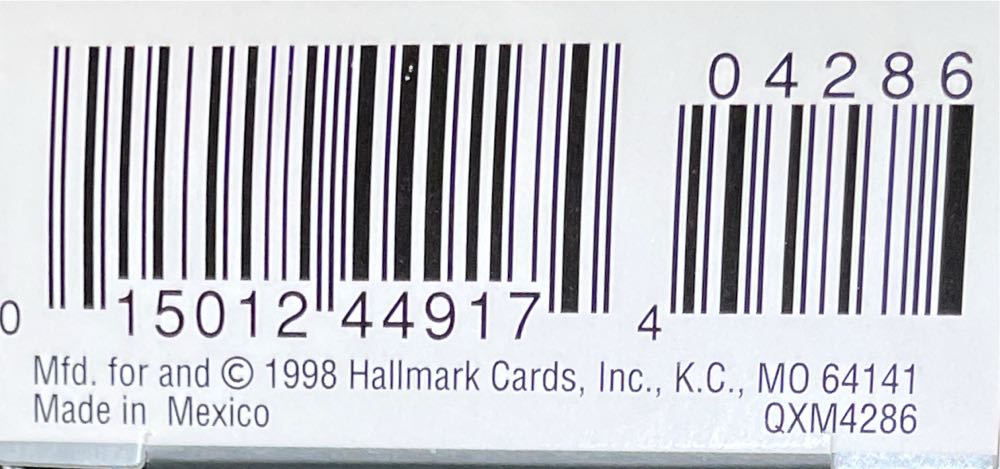 04286
0 15012 44917 4
Mfd. for and © 1998 Hallmark Cards, Inc., K.C., MO 64141
Made in Mexico QXM4286